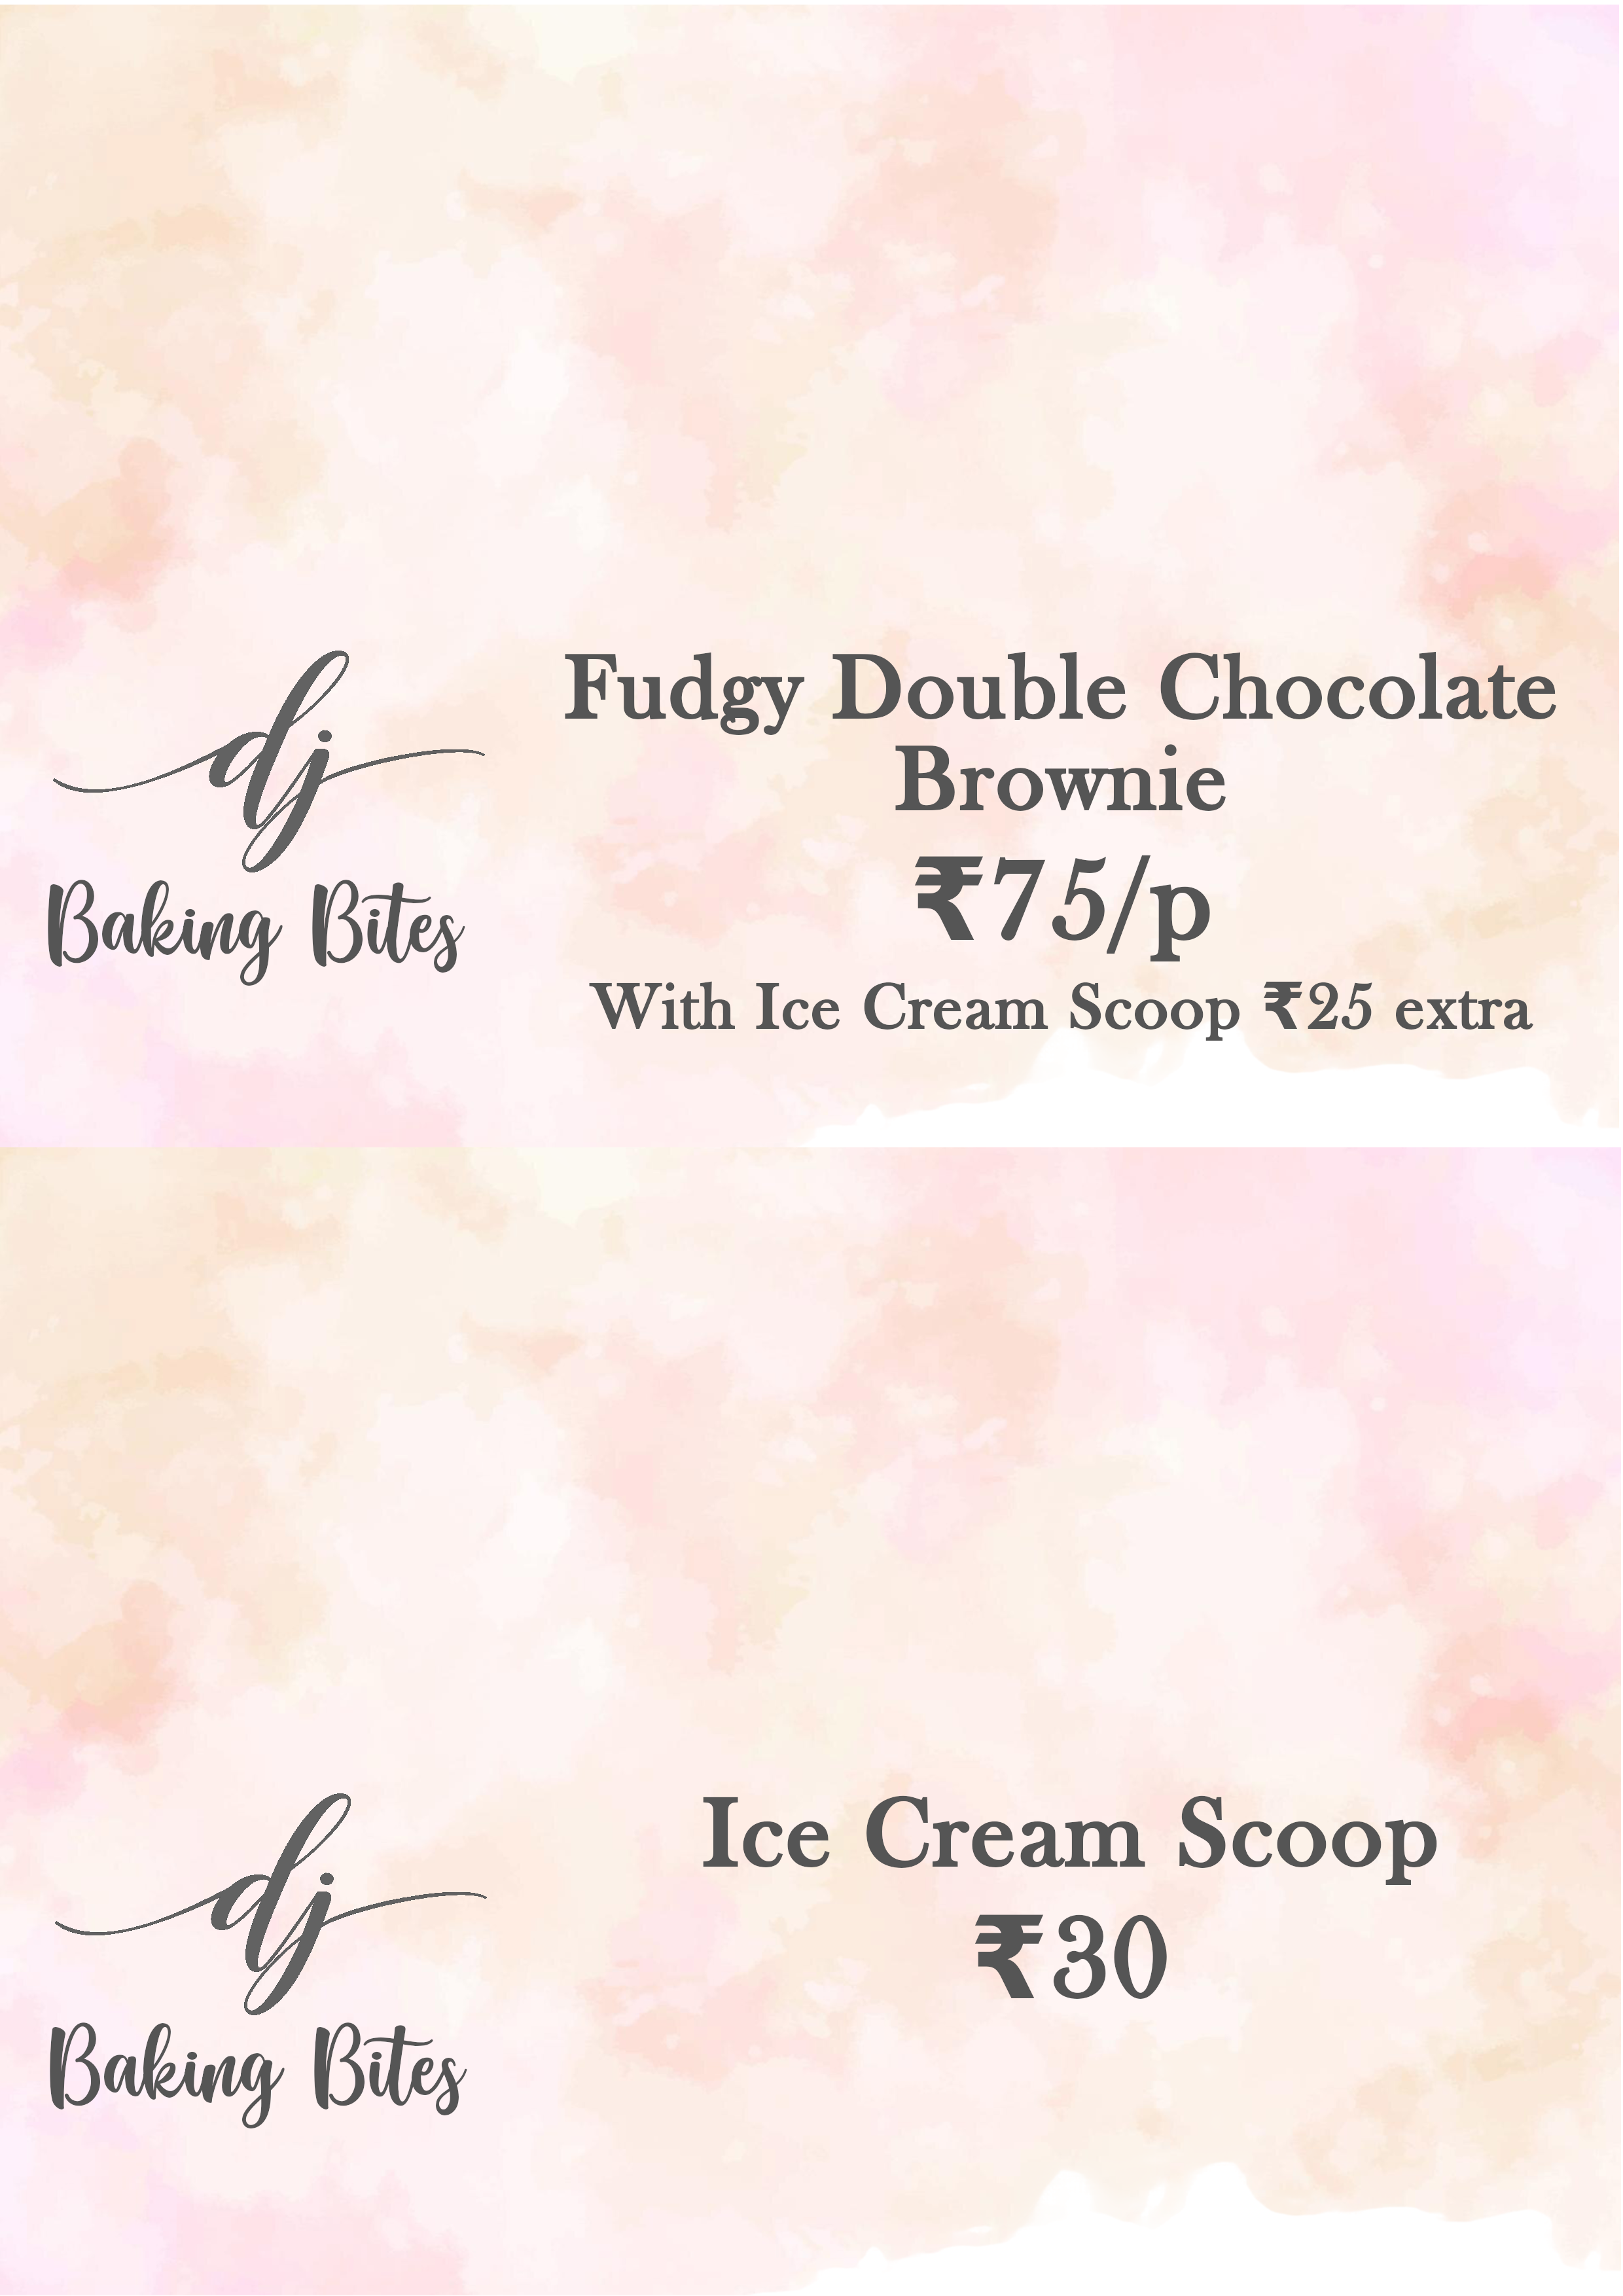 dj
Baking Bites
Fudgy Double Chocolate
Brownie
₹75/p
With Ice Cream Scoop ₹25 extra
dj
Baking Bites
Ice Cream Scoop
₹30